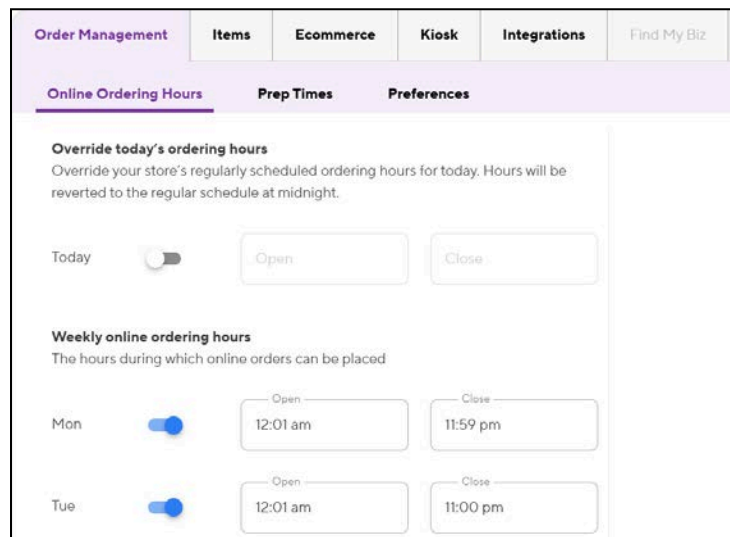 Order Management Items Ecommerce Kiosk Integrations Find My Biz
Online Ordering Hours Prep Times Preferences
Override today's ordering hours
Override your store's regularly scheduled ordering hours for today. Hours will be
reverted to the regular schedule at midnight.
Today Open Close
Weekly online ordering hours
The hours during which online orders can be placed
Open Close
Mon 12:01 am 11:59 pm
Open Close
Tue 12:01 am 11:00 pm